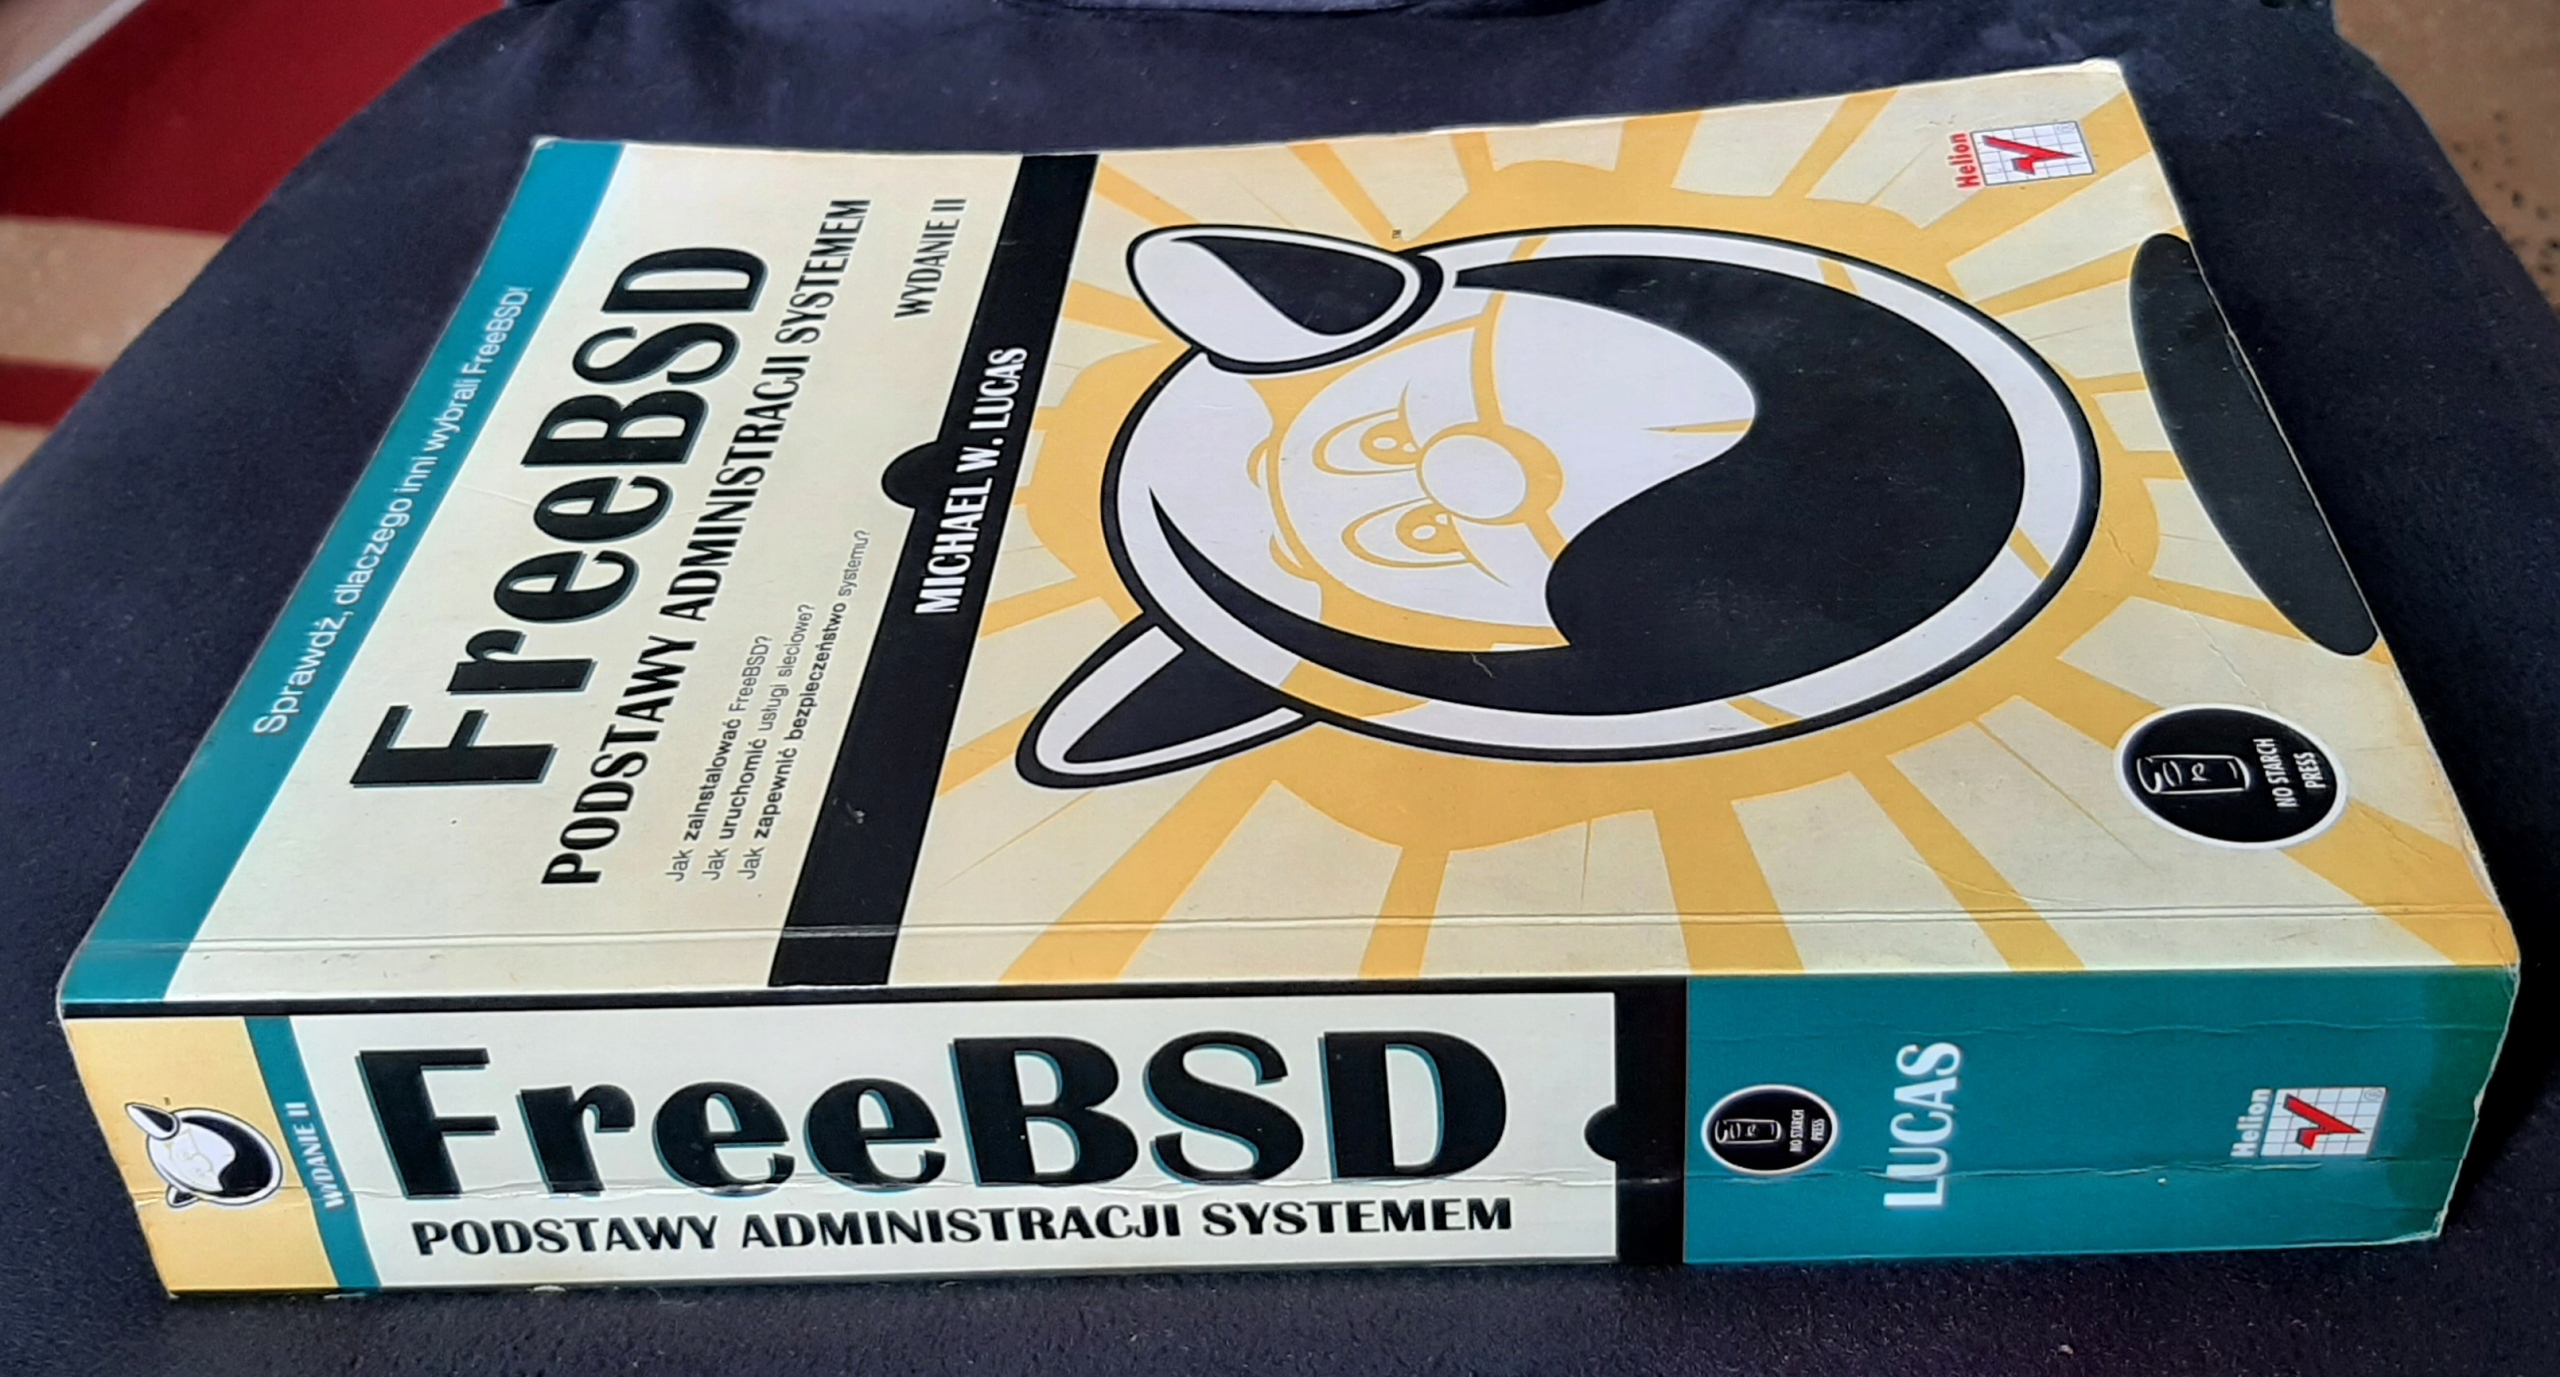 Sprawdź, dlaczego inni wybrali FreeBSD!
FreeBSD
PODSTAWY ADMINISTRACJI SYSTEMEM
WYDANIE II
Jak zainstalować FreeBSD?
Jak uruchomić usługi sieciowe?
Jak zapewnić bezpieczeństwo systemu?
MICHAEL W. LUCAS
TM
NO STARCH
PRESS
Helion
WYDANIE II
FreeBSD
PODSTAWY ADMINISTRACJI SYSTEMEM
NO STARCH
PRESS
LUCAS
Helion